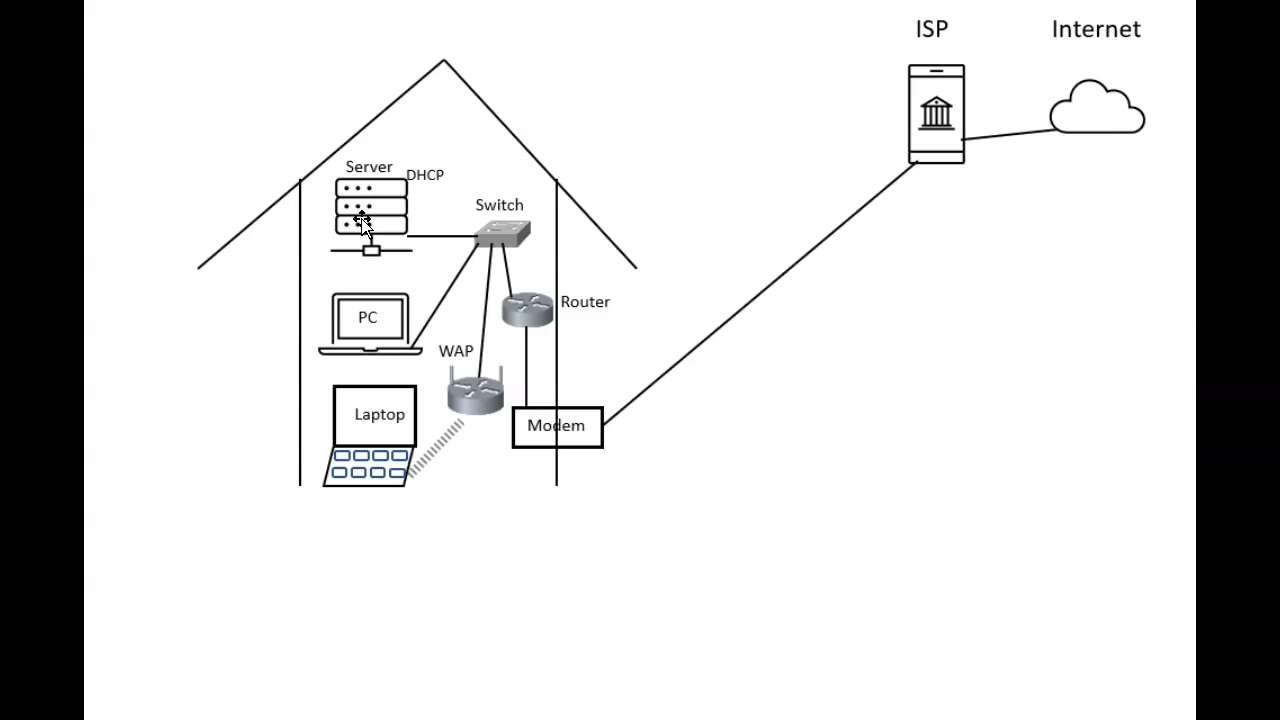 ISP
Internet
Server
DHCP
Switch
Router
PC
WAP
Laptop
Modem